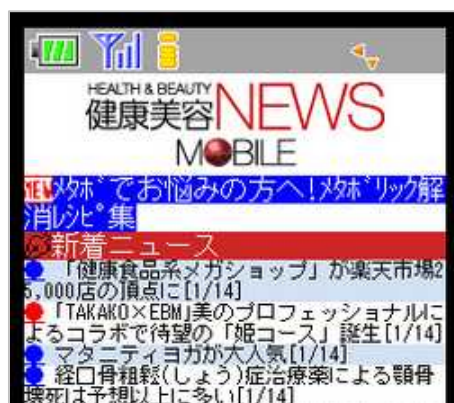 HEALTH & BEAUTY
健康美容NEWS
MOBILE
NEWﾒﾀﾎﾞでお悩みの方へ!ﾒﾀﾎﾞﾘｯｸ解
消ﾚｼﾋﾟ集
新着ニュース
「健康食品系メガショップ」が楽天市場2
5,000店の頂点に[1/14]
「TAKAKO×EBM」美のプロフェッショナルに
よるコラボで待望の「姫コース」誕生[1/14]
マタニティヨガが大人気[1/14]
経口骨粗鬆(しょう)症治療薬による顎骨
壊死は予想以上に多い[1/14]